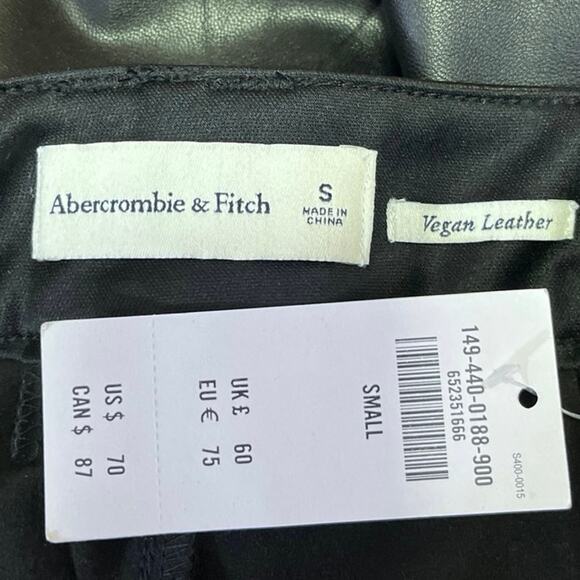 Abercrombie & Fitch
S
MADE IN
CHINA
Vegan Leather
149-440-0188-900
652351666
S400-0015
SMALL
UK £ 60
EU € 75
US $ 70
CAN $ 87